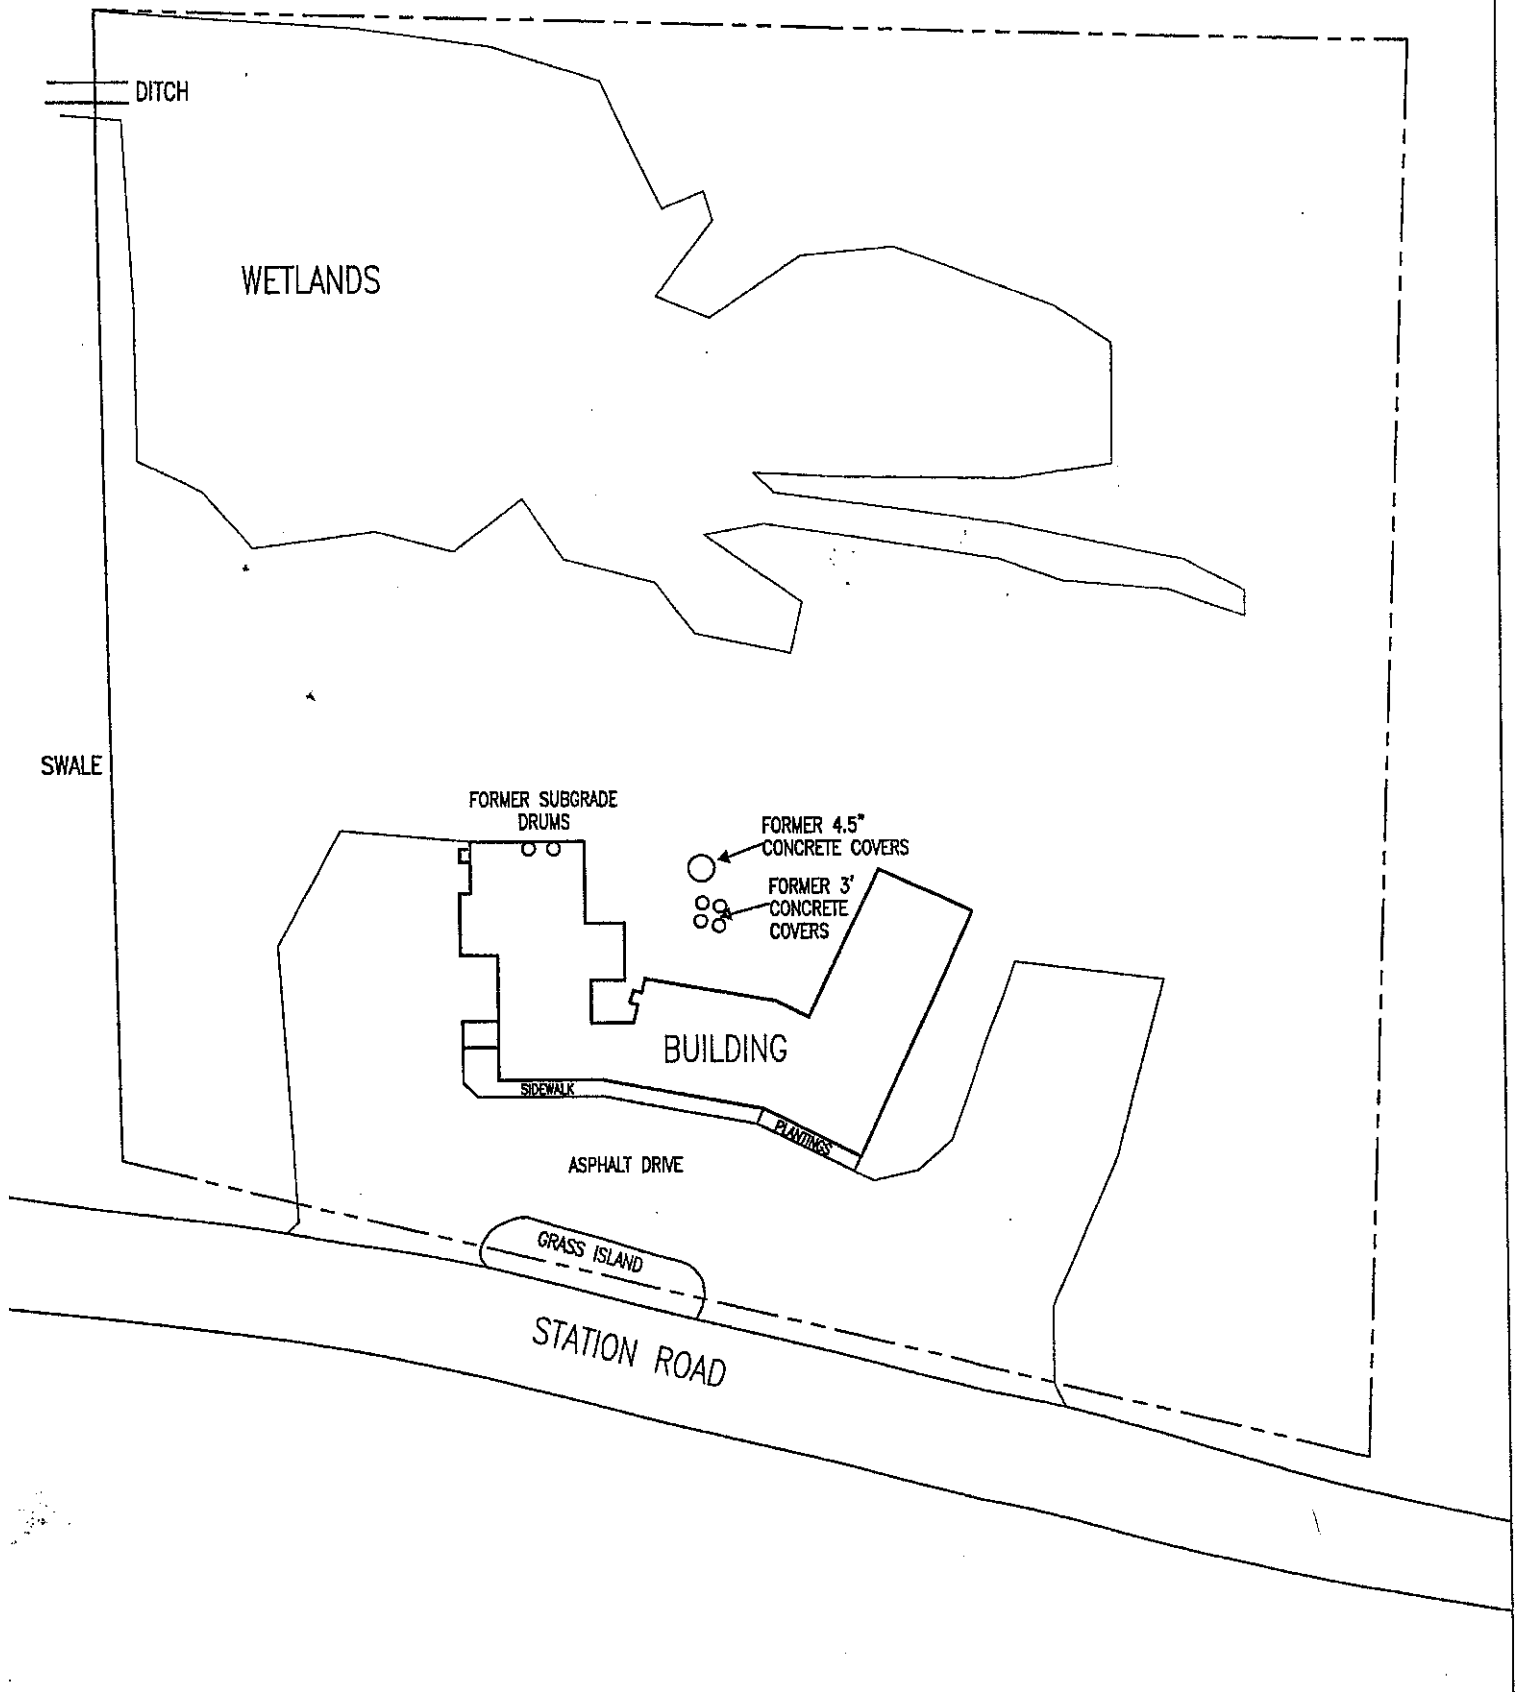 DITCH
WETLANDS
SWALE
FORMER SUBGRADE
DRUMS
FORMER 4.5"
CONCRETE COVERS
FORMER 3'
CONCRETE
COVERS
BUILDING
SIDEWALK
PLANTINGS
ASPHALT DRIVE
GRASS ISLAND
STATION ROAD